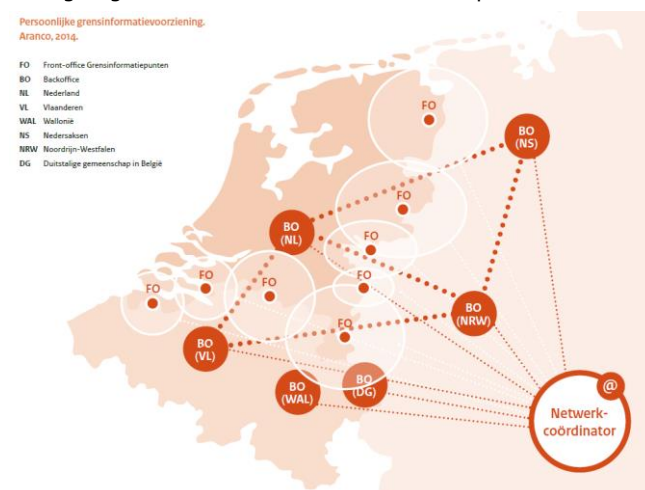 Persoonlijke grensinformatievoorziening.
Aranco, 2014.
FO Front-office Grensinformatiepunten
BO Backoffice
NL Nederland
VL Vlaanderen
WAL Wallonië
NS Nedersaksen
NRW Noordrijn-Westfalen
DG Duitstalige gemeenschap in België
FO
BO
(NS)
FO
BO
(NL)
FO
FO
FO
FO
FO
BO
(NRW)
FO
BO
(VL)
BO
(WAL)
BO
(DG)
@
Netwerk-
coördinator